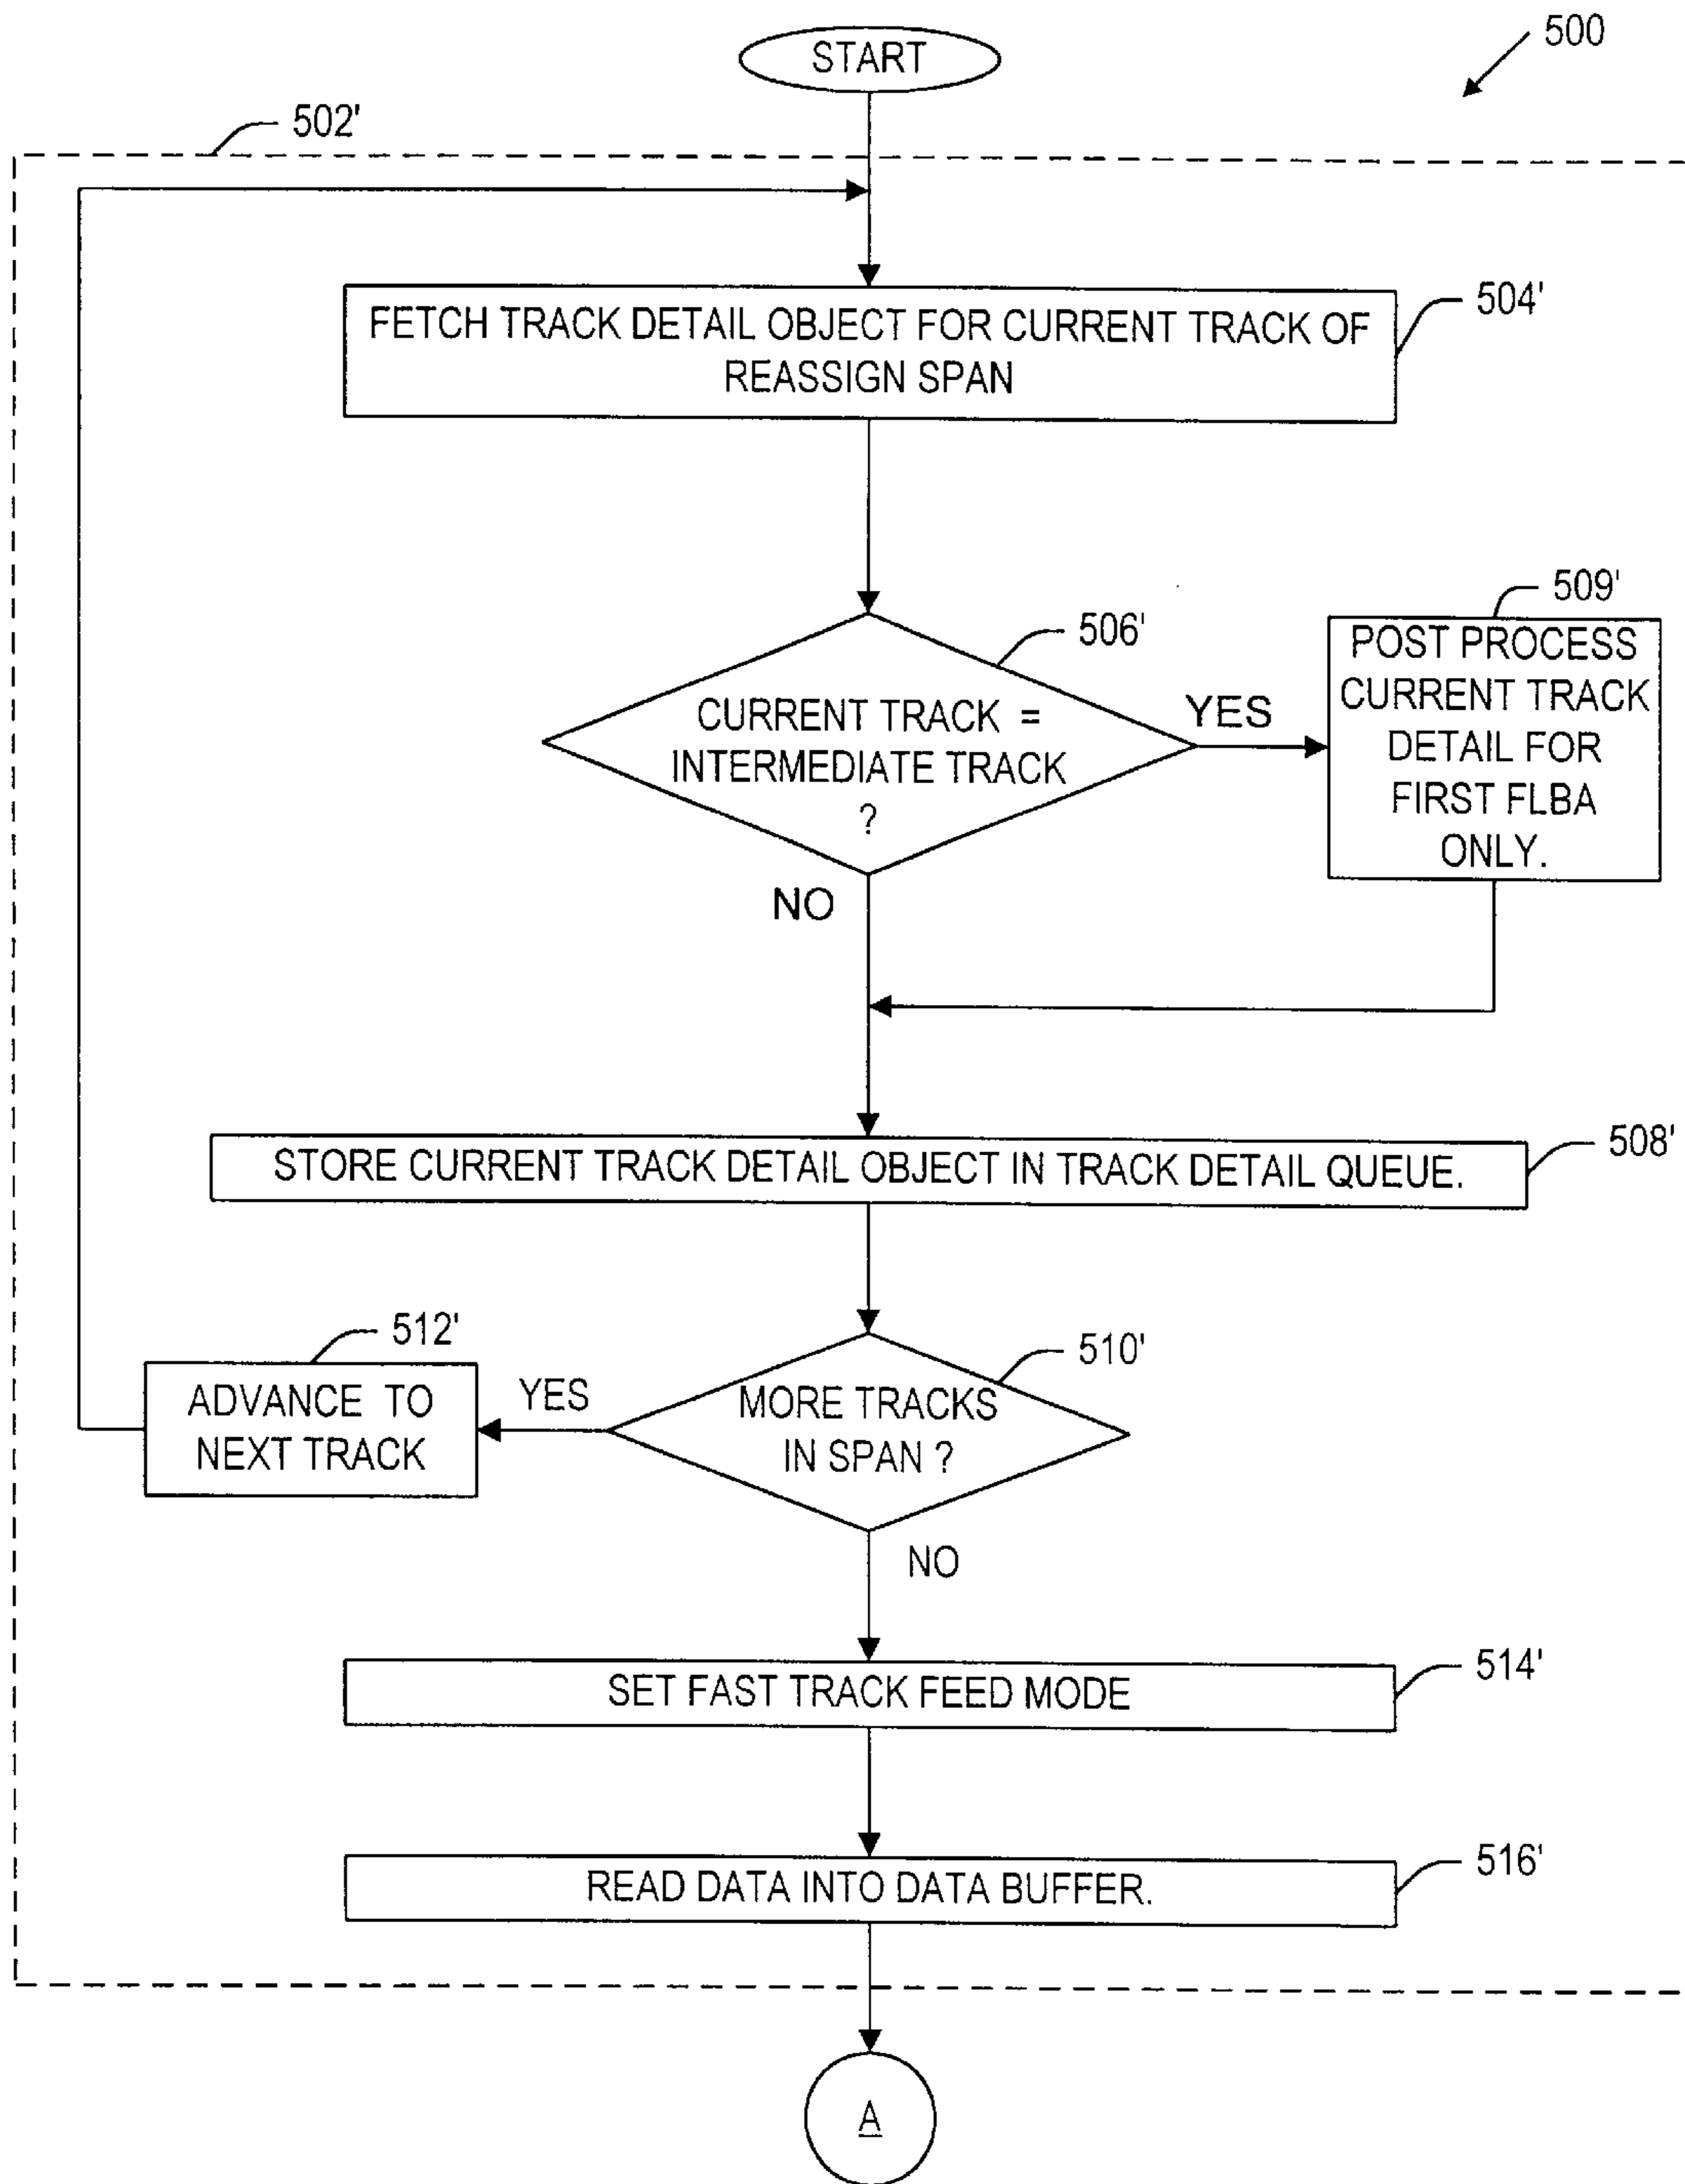 START
500
502'
FETCH TRACK DETAIL OBJECT FOR CURRENT TRACK OF
REASSIGN SPAN
504'
506'
CURRENT TRACK =
INTERMEDIATE TRACK
?
YES
NO
509'
POST PROCESS
CURRENT TRACK
DETAIL FOR
FIRST FLBA
ONLY.
STORE CURRENT TRACK DETAIL OBJECT IN TRACK DETAIL QUEUE.
508'
510'
MORE TRACKS
IN SPAN ?
YES
512'
ADVANCE TO
NEXT TRACK
NO
SET FAST TRACK FEED MODE
514'
READ DATA INTO DATA BUFFER.
516'
A